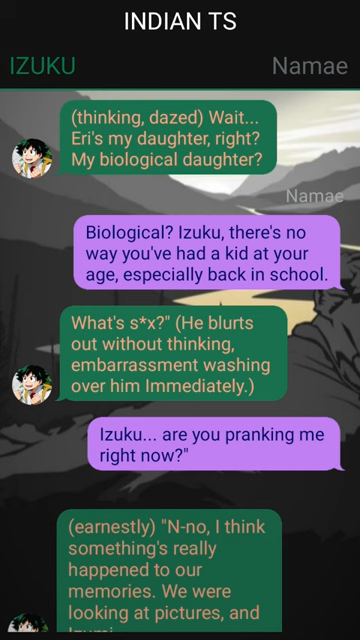 INDIAN TS
IZUKU Namae
(thinking, dazed) Wait...
Eri's my daughter, right?
My biological daughter?
Namae
Biological? Izuku, there's no
way you've had a kid at your
age, especially back in school.
What's s*x?" (He blurts
out without thinking,
embarrassment washing
over him Immediately.)
Izuku... are you pranking me
right now?"
(earnestly) "N-no, I think
something's really
happened to our
memories. We were
looking at pictures, and